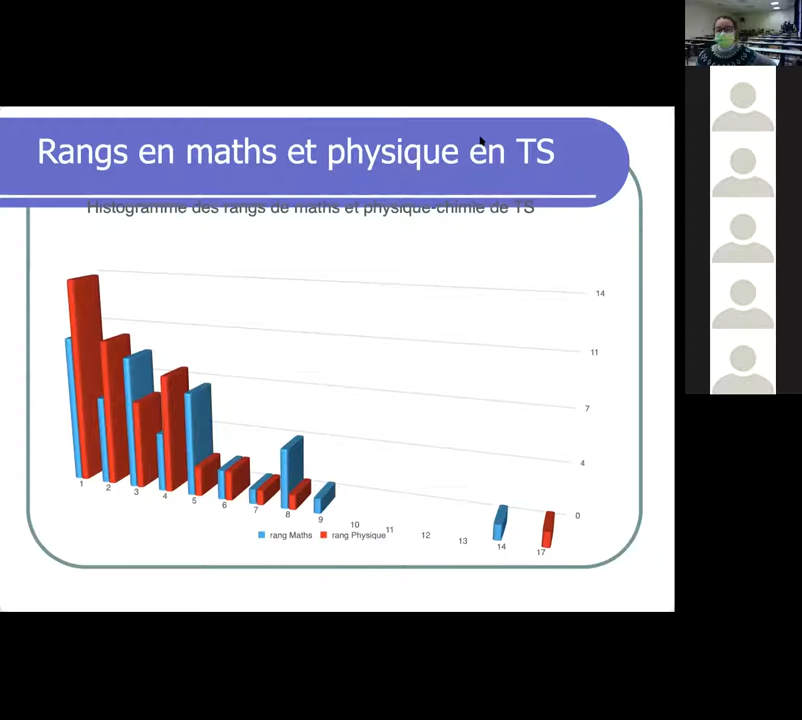 Rangs en maths et physique en TS
Histogramme des rangs de maths et physique-chimie de TS
14
11
7
4
0
1 2 3 4 5 6 7 8 9 10 11 12 13 14 17
rang Maths rang Physique